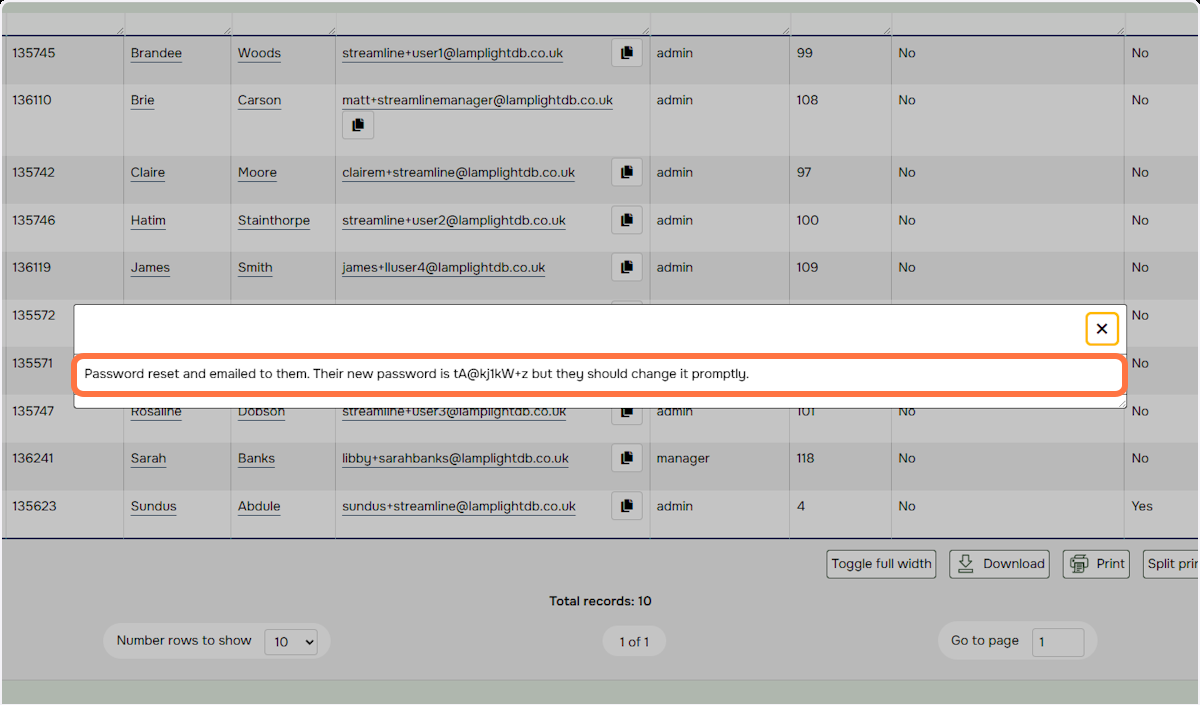 135745 Brandee Woods streamline+user1@lamplightdb.co.uk admin 99 No No
136110 Brie Carson matt+streamlinemanager@lamplightdb.co.uk admin 108 No No
135742 Claire Moore clairem+streamline@lamplightdb.co.uk admin 97 No No
135746 Hatim Stainthorpe streamline+user2@lamplightdb.co.uk admin 100 No No
136119 James Smith james+lluser4@lamplightdb.co.uk admin 109 No No
135572 No
135571 No
Password reset and emailed to them. Their new password is tA@kj1kW+z but they should change it promptly.
135747 Rosaline Dobson streamline+user3@lamplightdb.co.uk admin 101 No No
136241 Sarah Banks libby+sarahbanks@lamplightdb.co.uk manager 118 No No
135623 Sundus Abdule sundus+streamline@lamplightdb.co.uk admin 4 No Yes
Toggle full width Download Print Split prin
Total records: 10
Number rows to show 10 1 of 1 Go to page 1